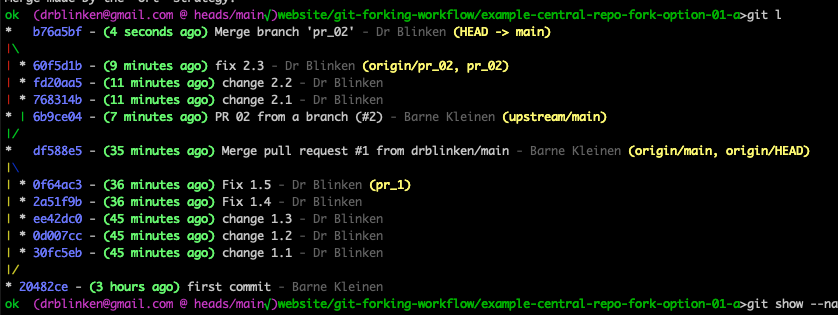 ok (drblinken@gmail.com @ heads/main√)website/git-forking-workflow/example-central-repo-fork-option-01-a>git l
*   b76a5bf - (4 seconds ago) Merge branch 'pr_02' - Dr Blinken (HEAD -> main)
|\
| * 60f5d1b - (9 minutes ago) fix 2.3 - Dr Blinken (origin/pr_02, pr_02)
| * fd20aa5 - (11 minutes ago) change 2.2 - Dr Blinken
| * 768314b - (11 minutes ago) change 2.1 - Dr Blinken
* | 6b9ce04 - (7 minutes ago) PR 02 from a branch (#2) - Barne Kleinen (upstream/main)
|/
*   df588e5 - (35 minutes ago) Merge pull request #1 from drblinken/main - Barne Kleinen (origin/main, origin/HEAD)
|\
| * 0f64ac3 - (36 minutes ago) Fix 1.5 - Dr Blinken (pr_1)
| * 2a51f9b - (36 minutes ago) Fix 1.4 - Dr Blinken
| * ee42dc0 - (45 minutes ago) change 1.3 - Dr Blinken
| * 0d007cc - (45 minutes ago) change 1.2 - Dr Blinken
| * 30fc5eb - (45 minutes ago) change 1.1 - Dr Blinken
|/
* 20482ce - (3 hours ago) first commit - Barne Kleinen
ok (drblinken@gmail.com @ heads/main√)website/git-forking-workflow/example-central-repo-fork-option-01-a>git show --na